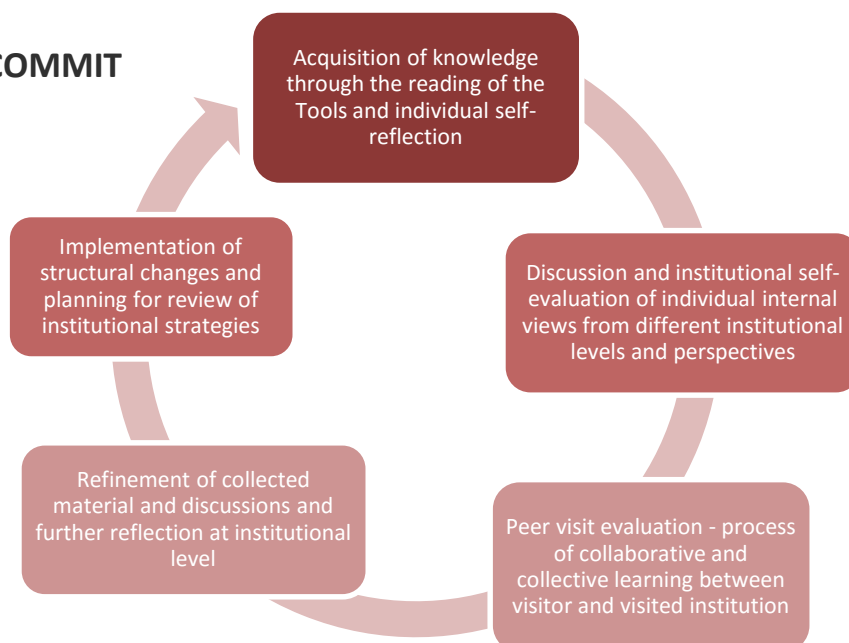 COMMIT
Acquisition of knowledge
through the reading of the
Tools and individual self-
reflection
Discussion and institutional self-
evaluation of individual internal
views from different institutional
levels and perspectives
Peer visit evaluation - process
of collaborative and
collective learning between
visitor and visited institution
Refinement of collected
material and discussions and
further reflection at institutional
level
Implementation of
structural changes and
planning for review of
institutional strategies